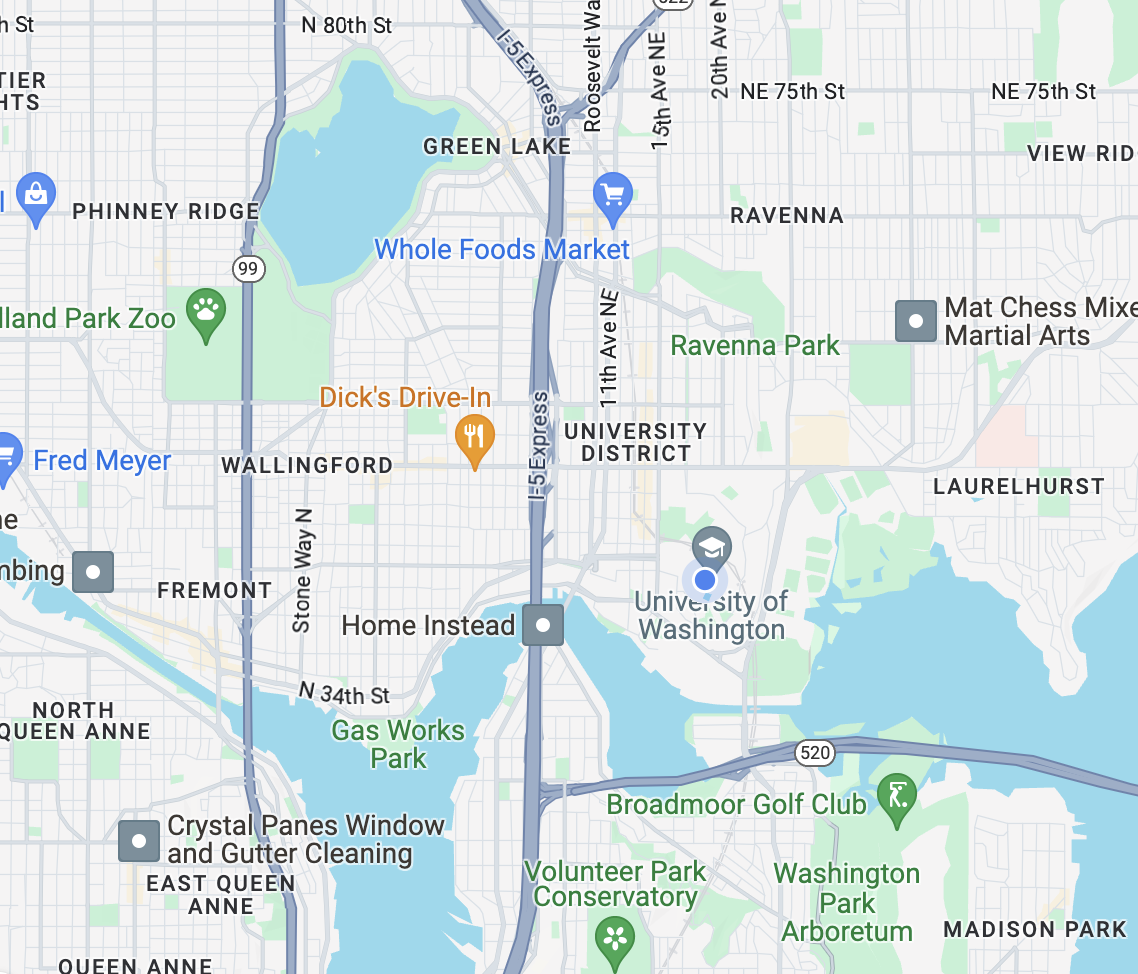 N 80th St
h St
I-5 Express
Roosevelt Wa
522
15th Ave NE
20th Ave N
NE 75th St
NE 75th St
TIER
HTS
GREEN LAKE
VIEW RID
l
PHINNEY RIDGE
RAVENNA
Whole Foods Market
99
lland Park Zoo
11th Ave NE
Mat Chess Mixe
Martial Arts
Ravenna Park
Dick's Drive-In
I-5 Express
UNIVERSITY
DISTRICT
Fred Meyer
WALLINGFORD
LAURELHURST
ne
Stone Way N
mbing
FREMONT
University of
Washington
Home Instead
N 34th St
NORTH
QUEEN ANNE
Gas Works
Park
520
Broadmoor Golf Club
Crystal Panes Window
and Gutter Cleaning
EAST QUEEN
ANNE
Volunteer Park
Conservatory
Washington
Park
Arboretum
MADISON PARK
QUEEN ANNE